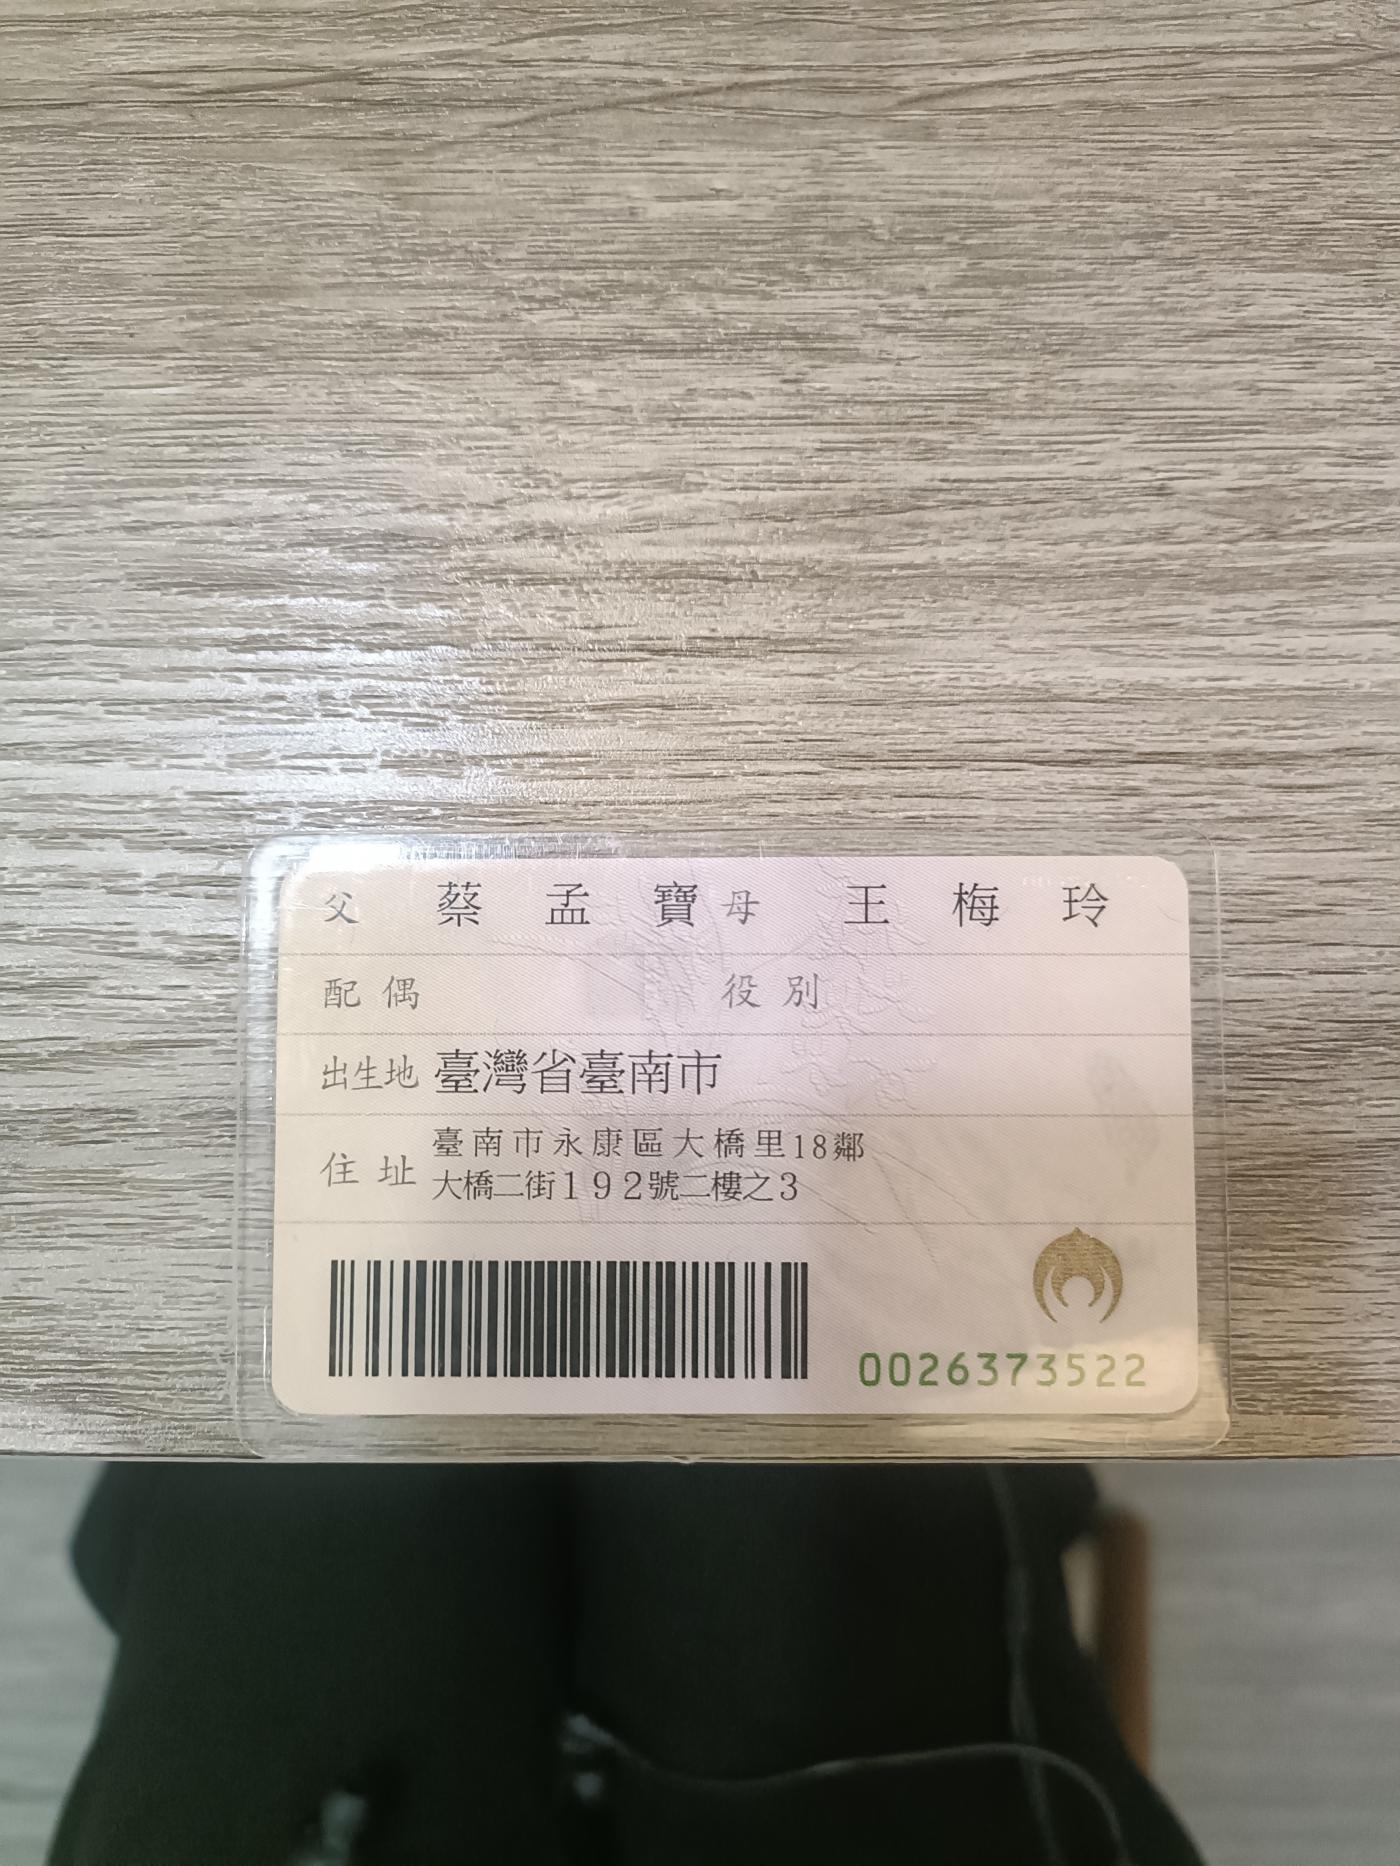 父 蔡孟寶 母 王梅玲
配偶 役別
出生地 臺灣省臺南市
住址 臺南市永康區大橋里18鄰
大橋二街192號二樓之3
0026373522